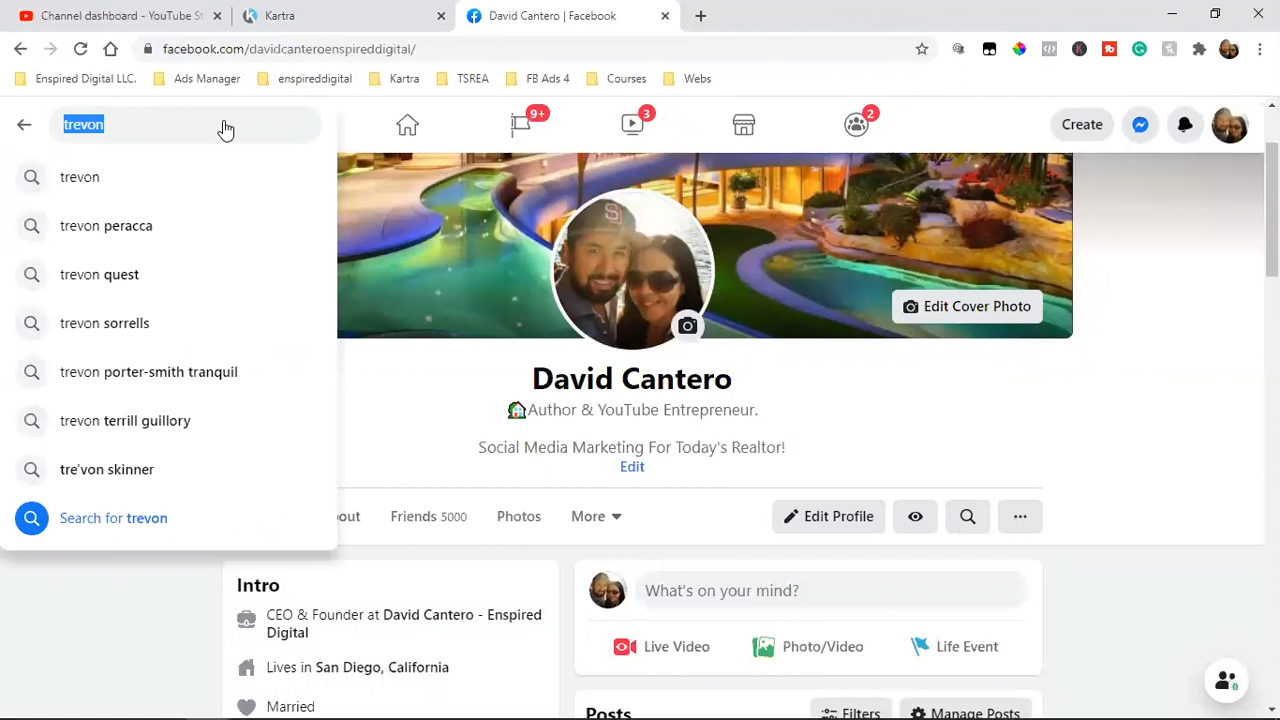 Channel dashboard - YouTube St
Kartra
David Cantero | Facebook
facebook.com/davidcanteroenspireddigital/
Enspired Digital LLC.
Ads Manager
enspireddigital
Kartra
TSREA
FB Ads 4
Courses
Webs
trevon
9+
3
2
Create
trevon
trevon peracca
trevon quest
trevon sorrells
trevon porter-smith tranquil
trevon terrill guillory
tre'von skinner
Search for trevon
Edit Cover Photo
David Cantero
Author & YouTube Entrepreneur.
Social Media Marketing For Today's Realtor!
Edit
out
Friends 5000
Photos
More
Edit Profile
Intro
CEO & Founder at David Cantero - Enspired
Digital
Lives in San Diego, California
Married
What's on your mind?
Live Video
Photo/Video
Life Event
Posts
Filters
Manage Posts
0